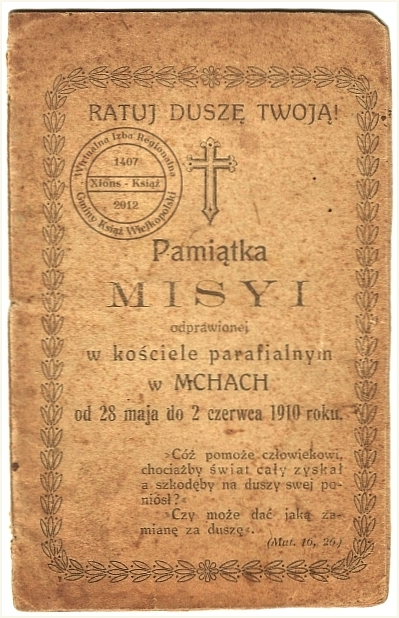 RATUJ DUSZĘ TWOJĄ!
Wirtualna Izba Regionalna
1407
Xions - Książ
2012
Gminy Książ Wielkopolski
Pamiątka
MISYI
odprawionej
w kościele parafialnym
w MCHACH
od 28 maja do 2 czerwca 1910 roku.
›Cóż pomoże człowiekowi,
chociażby świat cały zyskał
a szkodęby na duszy swej po-
niósł?‹
›Czy może dać jaką za-
mianę za duszę‹.
(Mat. 16, 26.)